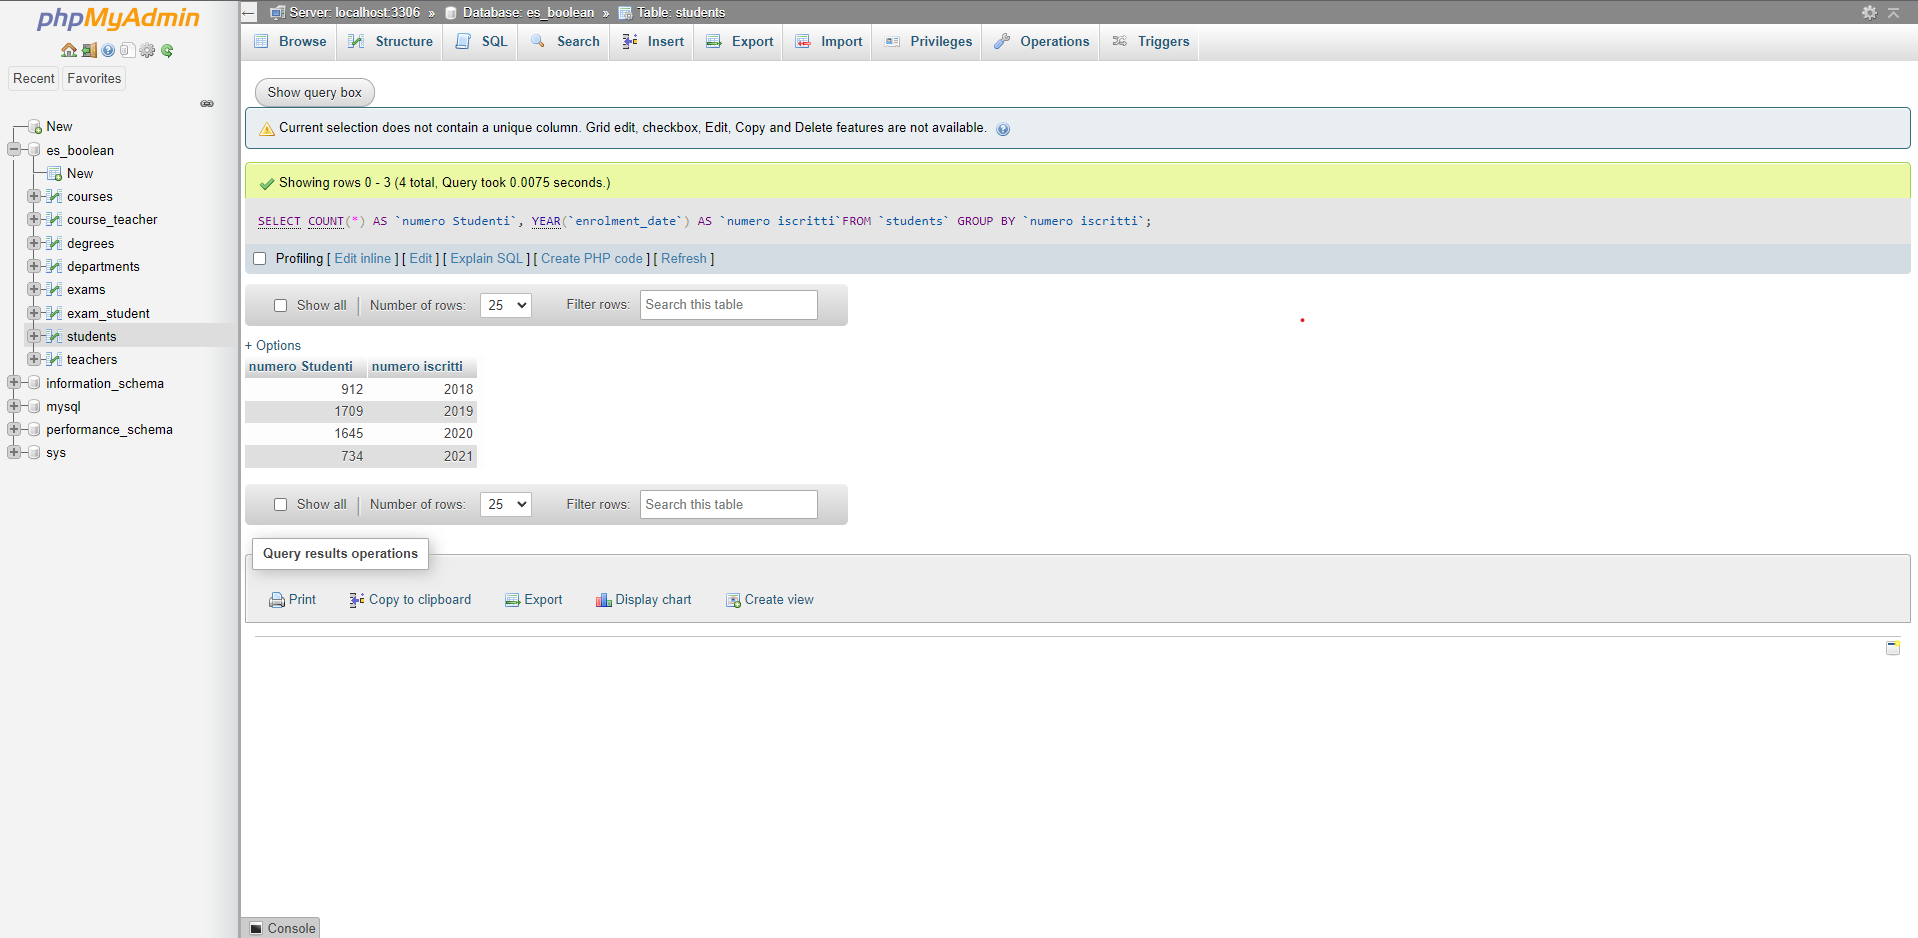 phpMyAdmin
Recent Favorites
New
es_boolean
New
courses
course_teacher
degrees
departments
exams
exam_student
students
teachers
information_schema
mysql
performance_schema
sys
Server: localhost:3306 » Database: es_boolean » Table: students
Browse Structure SQL Search Insert Export Import Privileges Operations Triggers
Show query box
Current selection does not contain a unique column. Grid edit, checkbox, Edit, Copy and Delete features are not available.
Showing rows 0 - 3 (4 total, Query took 0.0075 seconds.)
SELECT COUNT(*) AS `numero Studenti`, YEAR(`enrolment_date`) AS `numero iscritti`FROM `students` GROUP BY `numero iscritti`;
Profiling [ Edit inline ] [ Edit ] [ Explain SQL ] [ Create PHP code ] [ Refresh ]
Show all Number of rows: 25 Filter rows: Search this table
+ Options
numero Studenti numero iscritti
912 2018
1709 2019
1645 2020
734 2021
Show all Number of rows: 25 Filter rows: Search this table
Query results operations
Print Copy to clipboard Export Display chart Create view
Console